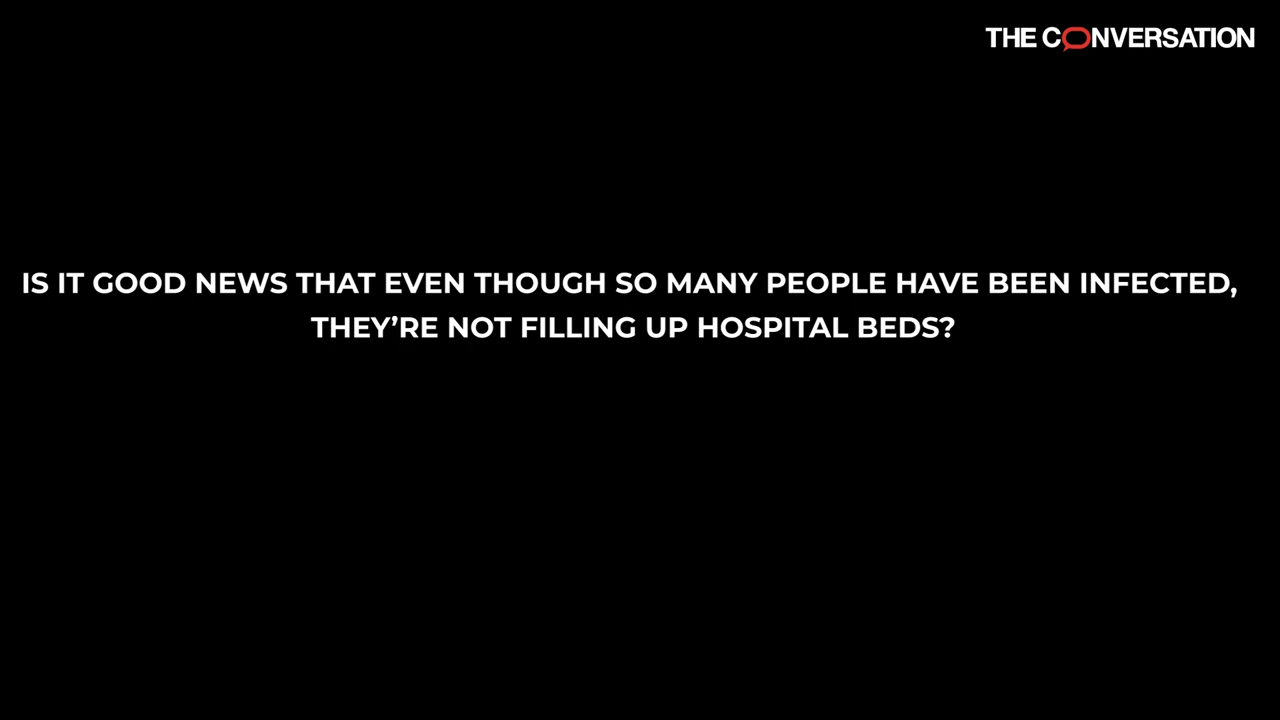 THE CONVERSATION
IS IT GOOD NEWS THAT EVEN THOUGH SO MANY PEOPLE HAVE BEEN INFECTED,
THEY’RE NOT FILLING UP HOSPITAL BEDS?